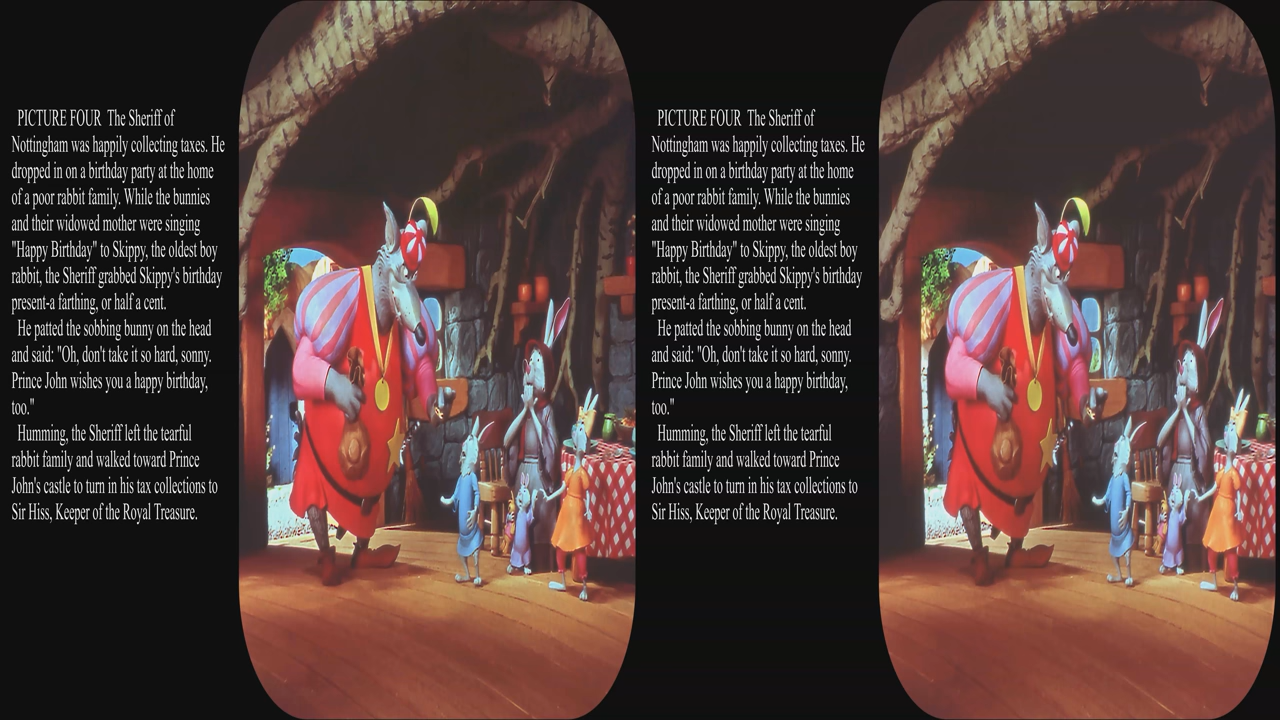 PICTURE FOUR The Sheriff of
Nottingham was happily collecting taxes. He
dropped in on a birthday party at the home
of a poor rabbit family. While the bunnies
and their widowed mother were singing
"Happy Birthday" to Skippy, the oldest boy
rabbit, the Sheriff grabbed Skippy's birthday
present-a farthing, or half a cent.
He patted the sobbing bunny on the head
and said: "Oh, don't take it so hard, sonny.
Prince John wishes you a happy birthday,
too."
Humming, the Sheriff left the tearful
rabbit family and walked toward Prince
John's castle to turn in his tax collections to
Sir Hiss, Keeper of the Royal Treasure.
PICTURE FOUR The Sheriff of
Nottingham was happily collecting taxes. He
dropped in on a birthday party at the home
of a poor rabbit family. While the bunnies
and their widowed mother were singing
"Happy Birthday" to Skippy, the oldest boy
rabbit, the Sheriff grabbed Skippy's birthday
present-a farthing, or half a cent.
He patted the sobbing bunny on the head
and said: "Oh, don't take it so hard, sonny.
Prince John wishes you a happy birthday,
too."
Humming, the Sheriff left the tearful
rabbit family and walked toward Prince
John's castle to turn in his tax collections to
Sir Hiss, Keeper of the Royal Treasure.